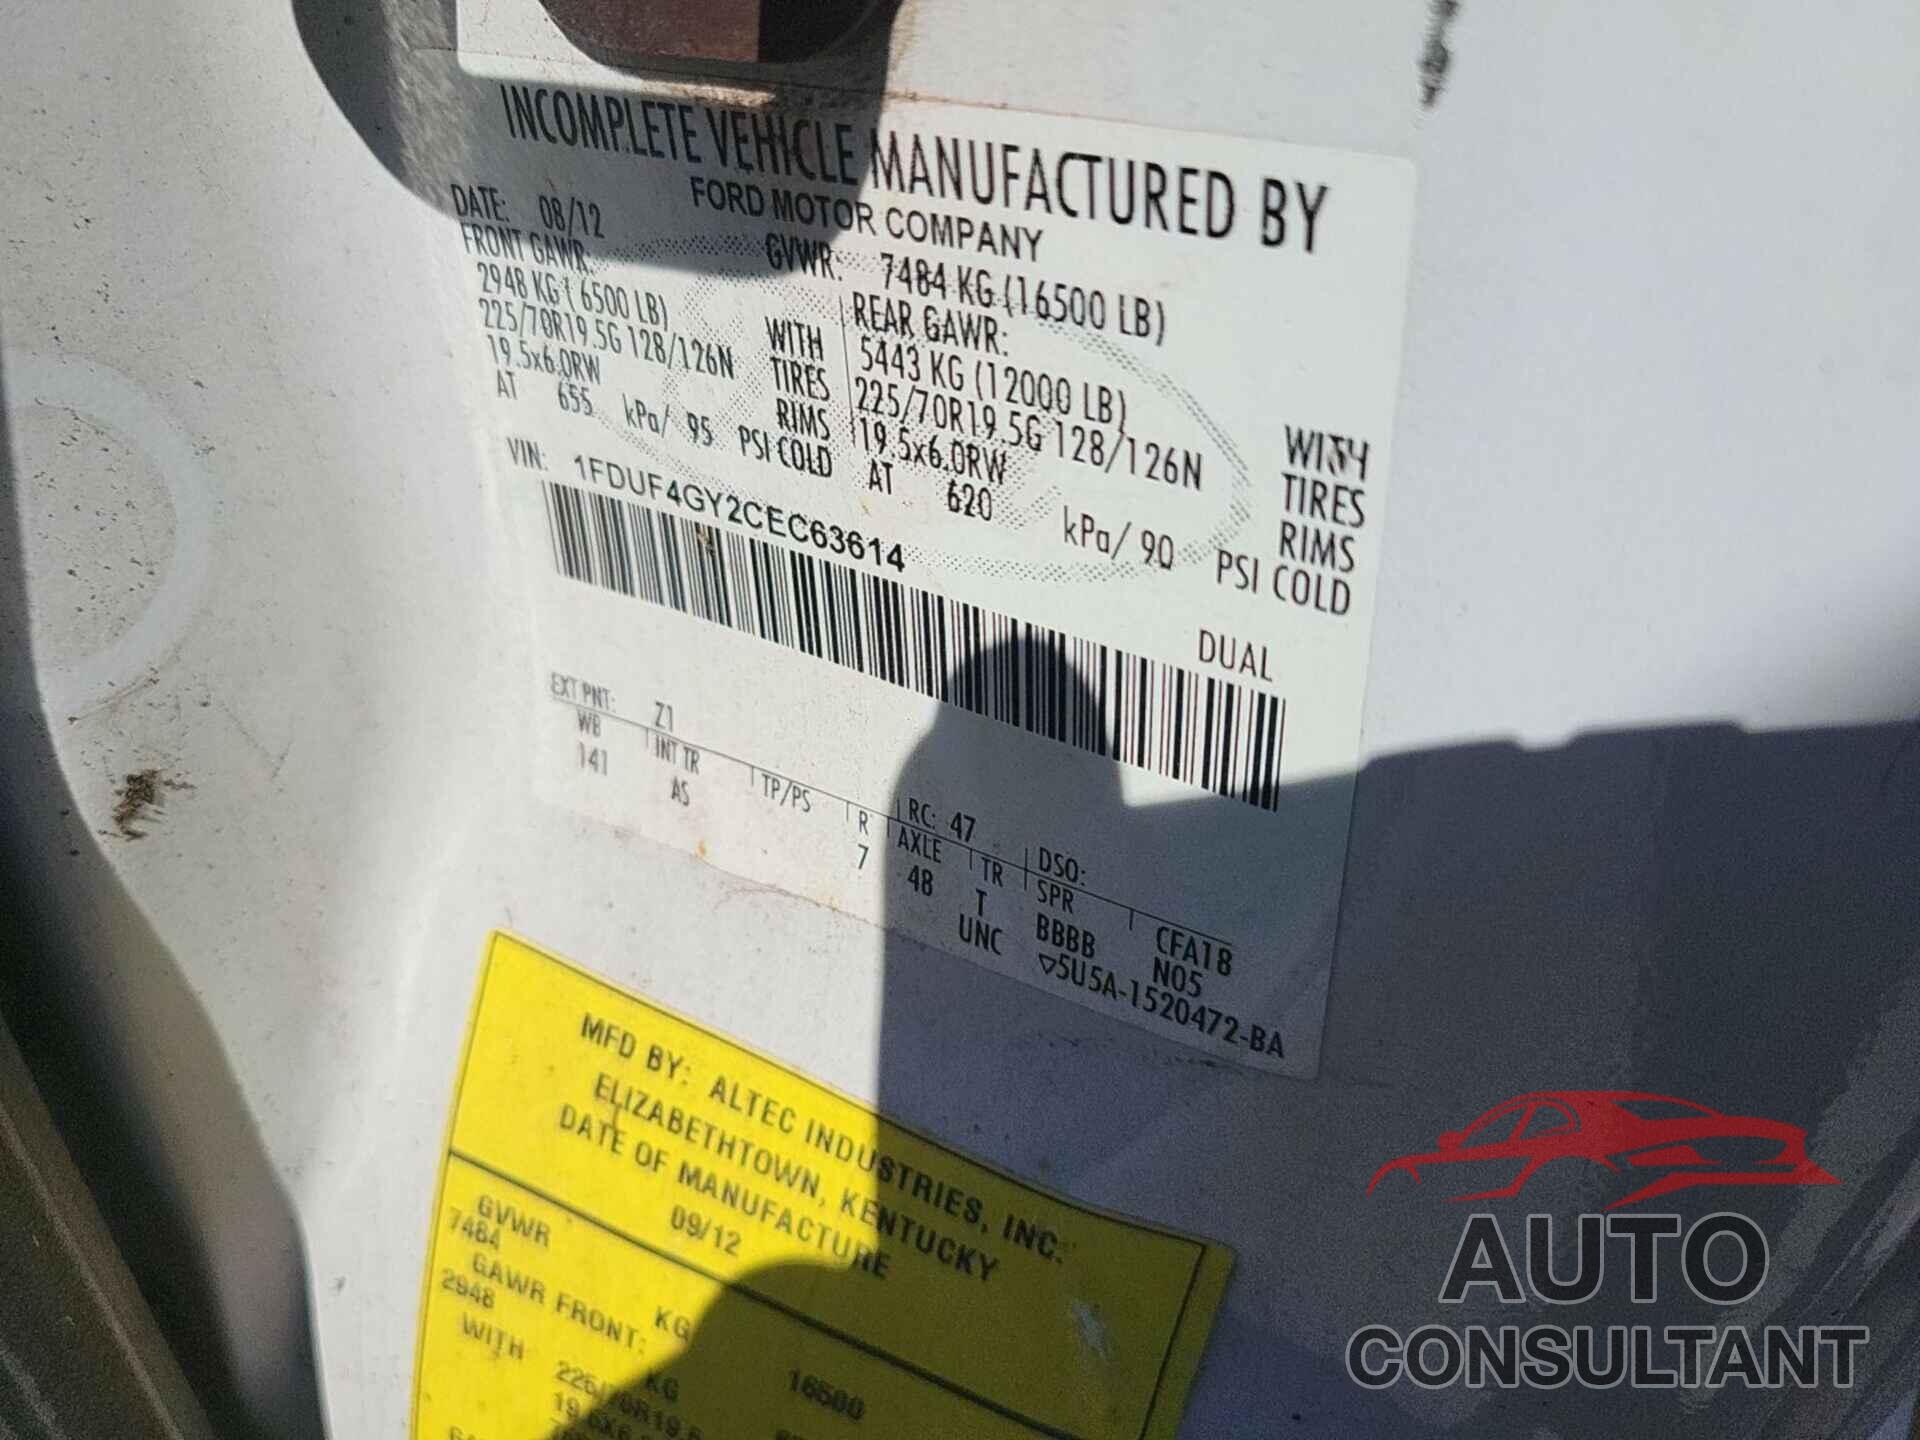 INCOMPLETE VEHICLE MANUFACTURED BY
FORD MOTOR COMPANY
DATE: 08/12 GVWR: 7484 KG (16500 LB)
FRONT GAWR: REAR GAWR:
2948 KG ( 6500 LB) WITH 5443 KG (12000 LB) WITH
225/70R19.5G 128/126N TIRES 225/70R19.5G 128/126N TIRES
19.5x6.0RW RIMS 19.5x6.0RW RIMS
AT 655 kPa/ 95 PSI COLD AT 620 kPa/ 90 PSI COLD
VIN: 1FDUF4GY2CEC63614
DUAL
EXT PNT: Z1 RC: 47 DSO:
WB INT TR TP/PS R AXLE TR SPR
141 AS 7 48 T BBBB CFA18
UNC N05
▽5U5A-1520472-BA
MFD BY: ALTEC INDUSTRIES, INC.
ELIZABETHTOWN, KENTUCKY
DATE OF MANUFACTURE
09/12
GVWR
7484 KG 16500
GAWR FRONT:
2948 KG
WITH 225/70R19.5
AUTO
CONSULTANT